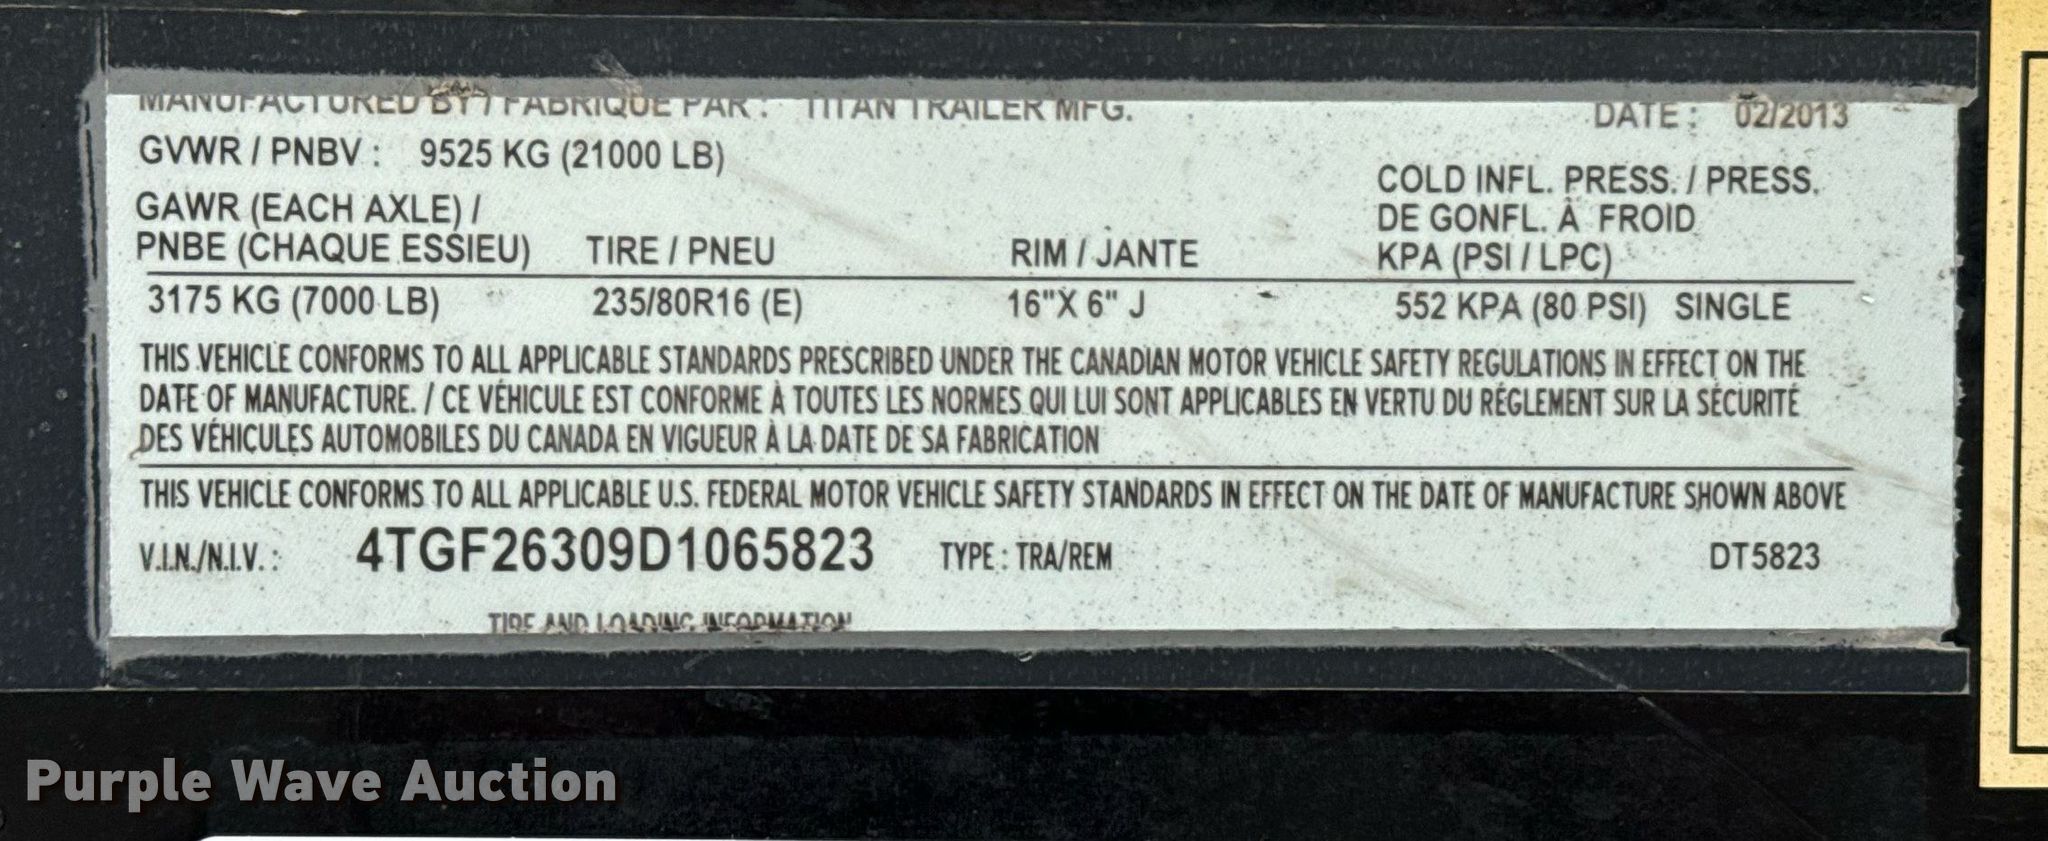 MANUFACTURED BY / FABRIQUE PAR : TITAN TRAILER MFG. DATE : 02/2013
GVWR / PNBV : 9525 KG (21000 LB)
COLD INFL. PRESS. / PRESS.
GAWR (EACH AXLE) / DE GONFL. À FROID
PNBE (CHAQUE ESSIEU) TIRE / PNEU RIM / JANTE KPA (PSI / LPC)
3175 KG (7000 LB) 235/80R16 (E) 16"X 6" J 552 KPA (80 PSI) SINGLE
THIS VEHICLE CONFORMS TO ALL APPLICABLE STANDARDS PRESCRIBED UNDER THE CANADIAN MOTOR VEHICLE SAFETY REGULATIONS IN EFFECT ON THE
DATE OF MANUFACTURE. / CE VÉHICULE EST CONFORME À TOUTES LES NORMES QUI LUI SONT APPLICABLES EN VERTU DU RÉGLEMENT SUR LA SÉCURITÉ
DES VÉHICULES AUTOMOBILES DU CANADA EN VIGUEUR À LA DATE DE SA FABRICATION
THIS VEHICLE CONFORMS TO ALL APPLICABLE U.S. FEDERAL MOTOR VEHICLE SAFETY STANDARDS IN EFFECT ON THE DATE OF MANUFACTURE SHOWN ABOVE
V.I.N./N.I.V. : 4TGF26309D1065823 TYPE : TRA/REM DT5823
TIRE AND LOADING INFORMATION
Purple Wave Auction